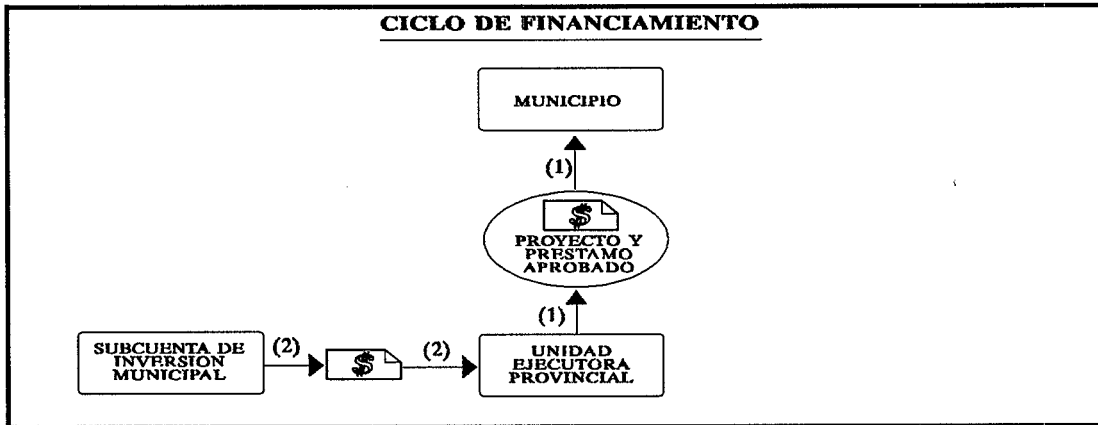 CICLO DE FINANCIAMIENTO
MUNICIPIO
(1)
$
PROYECTO Y
PRESTAMO
APROBADO
(1)
SUBCUENTA DE
INVERSION
MUNICIPAL
(2)
$
(2)
UNIDAD
EJECUTORA
PROVINCIAL